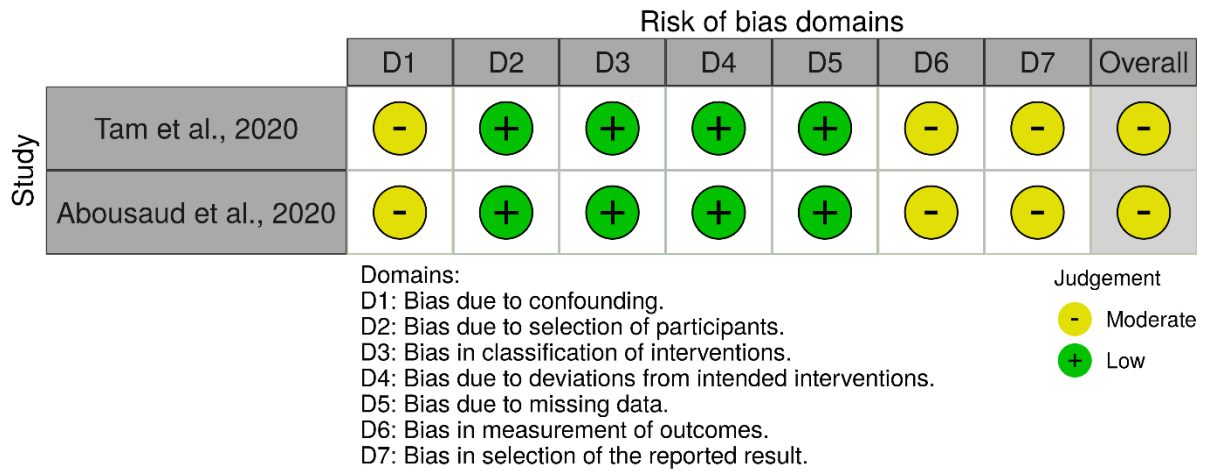 Risk of bias domains
D1 D2 D3 D4 D5 D6 D7 Overall
Study
Tam et al., 2020 - + + + + - - -
Abousaud et al., 2020 - + + + + - - -
Domains:
D1: Bias due to confounding.
D2: Bias due to selection of participants.
D3: Bias in classification of interventions.
D4: Bias due to deviations from intended interventions.
D5: Bias due to missing data.
D6: Bias in measurement of outcomes.
D7: Bias in selection of the reported result.
Judgement
- Moderate
+ Low